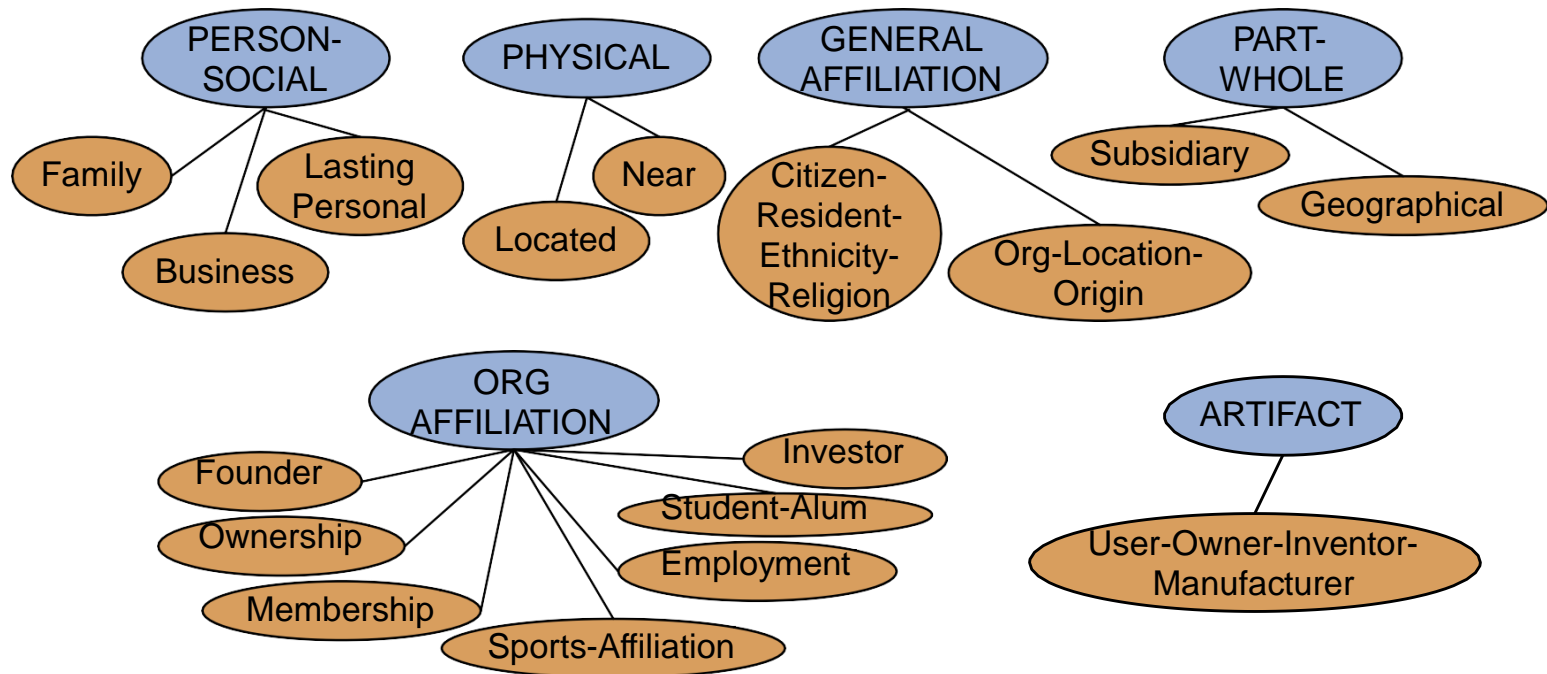 PERSON-
SOCIAL
PHYSICAL
GENERAL
AFFILIATION
PART-
WHOLE
Family
Lasting
Personal
Business
Near
Located
Citizen-
Resident-
Ethnicity-
Religion
Org-Location-
Origin
Subsidiary
Geographical
ORG
AFFILIATION
Founder
Ownership
Membership
Sports-Affiliation
Investor
Student-Alum
Employment
ARTIFACT
User-Owner-Inventor-
Manufacturer